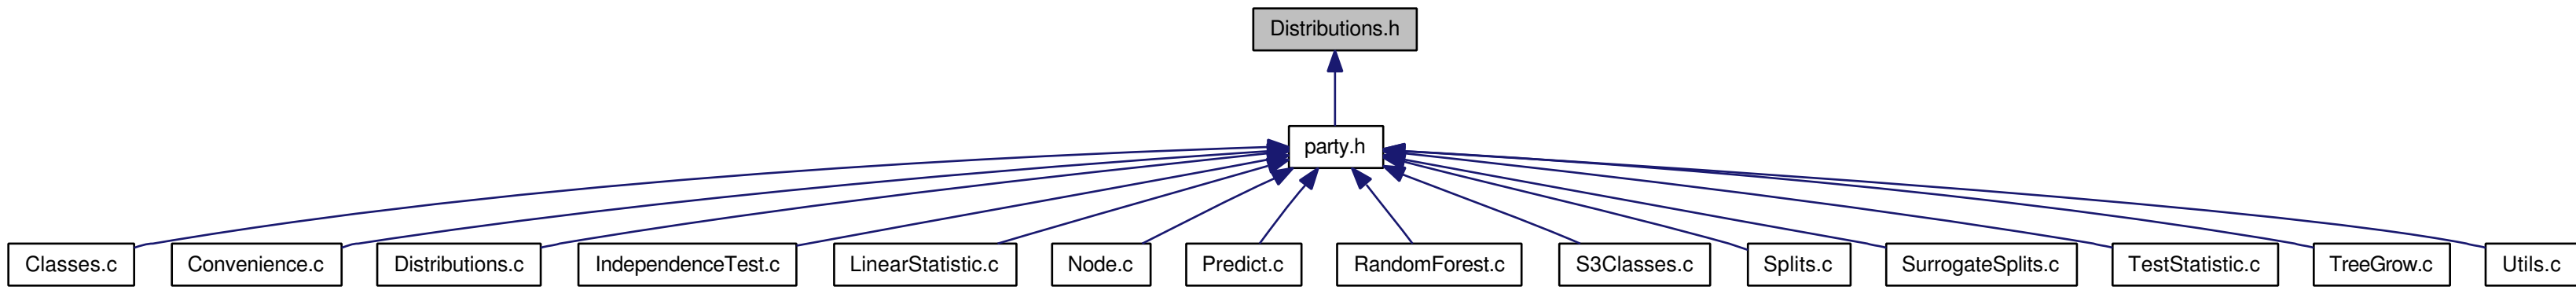 Distributions.h
party.h
Classes.c
Convenience.c
Distributions.c
IndependenceTest.c
LinearStatistic.c
Node.c
Predict.c
RandomForest.c
S3Classes.c
Splits.c
SurrogateSplits.c
TestStatistic.c
TreeGrow.c
Utils.c